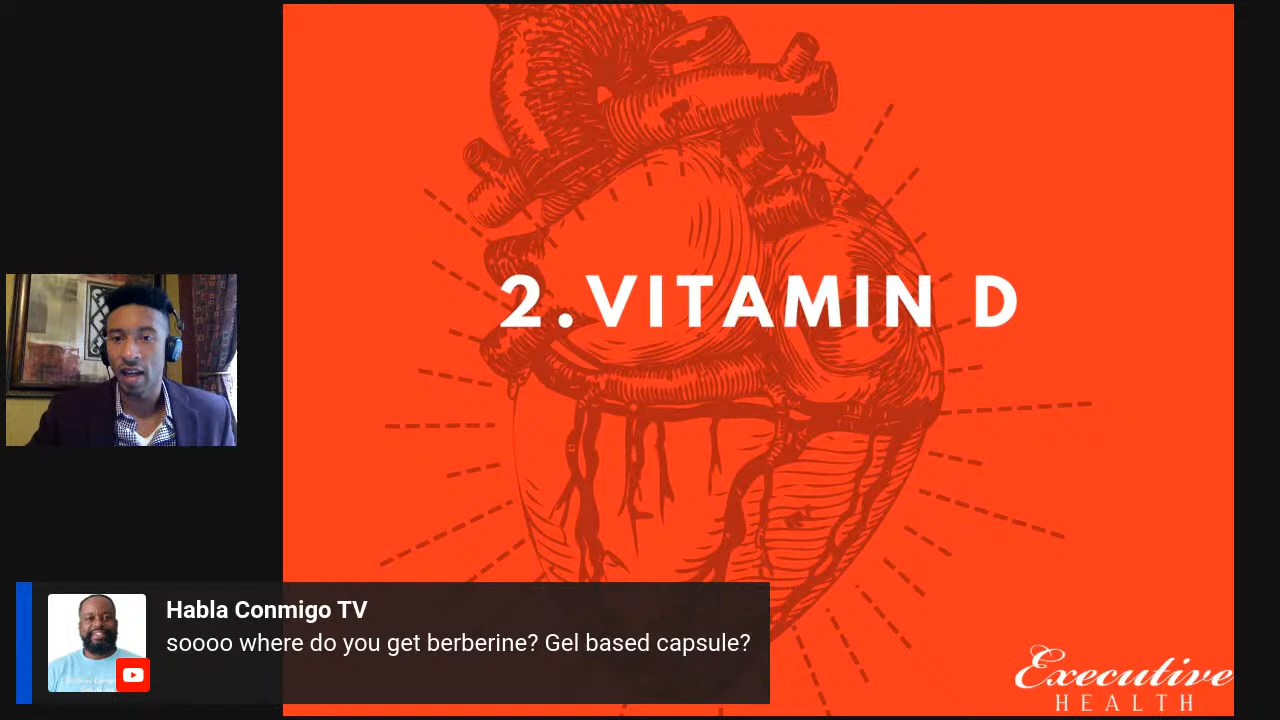 2.VITAMIN D
Habla Conmigo TV
soooo where do you get berberine? Gel based capsule?
Executive
HEALTH